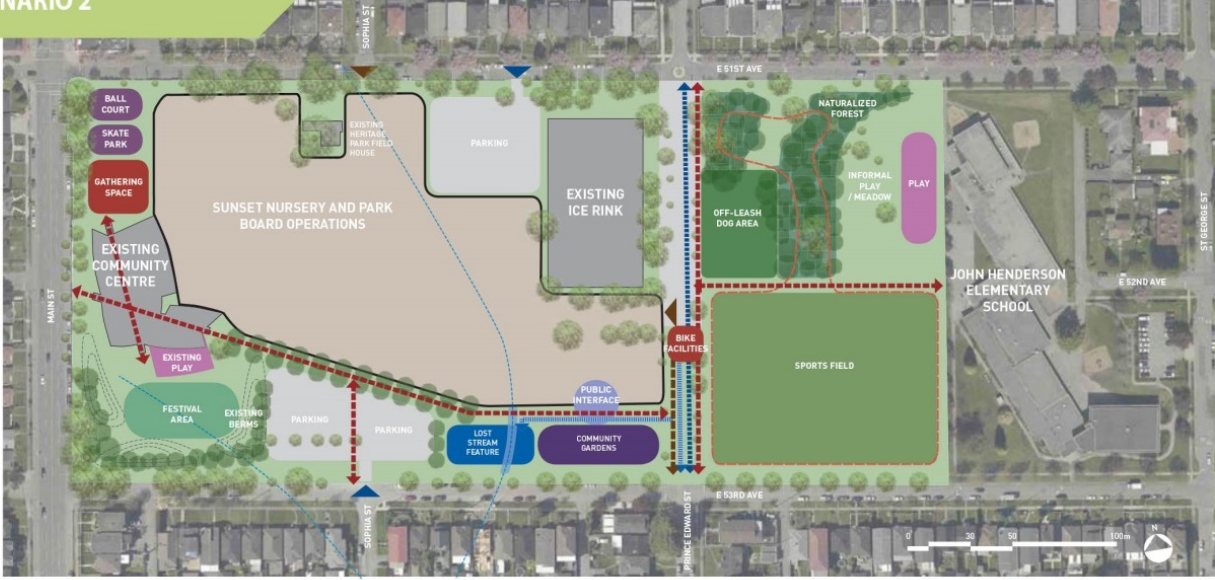 NARIO 2
SOPHIA ST
E 51ST AVE
BALL
COURT
SKATE
PARK
GATHERING
SPACE
EXISTING
HERITAGE
PARK FIELD
HOUSE
PARKING
EXISTING
ICE RINK
NATURALIZED
FOREST
INFORMAL
PLAY
/ MEADOW
PLAY
OFF-LEASH
DOG AREA
SUNSET NURSERY AND PARK
BOARD OPERATIONS
EXISTING
COMMUNITY
CENTRE
MAIN ST
ST GEORGE ST
JOHN HENDERSON
ELEMENTARY
SCHOOL
E 52ND AVE
BIKE
FACILITIES
EXISTING
PLAY
SPORTS FIELD
PUBLIC
INTERFACE
FESTIVAL
AREA
EXISTING
BERMS
PARKING
PARKING
LOST
STREAM
FEATURE
COMMUNITY
GARDENS
E 53RD AVE
SOPHIA ST
PRINCE EDWARD ST
0 30 50 100m
N